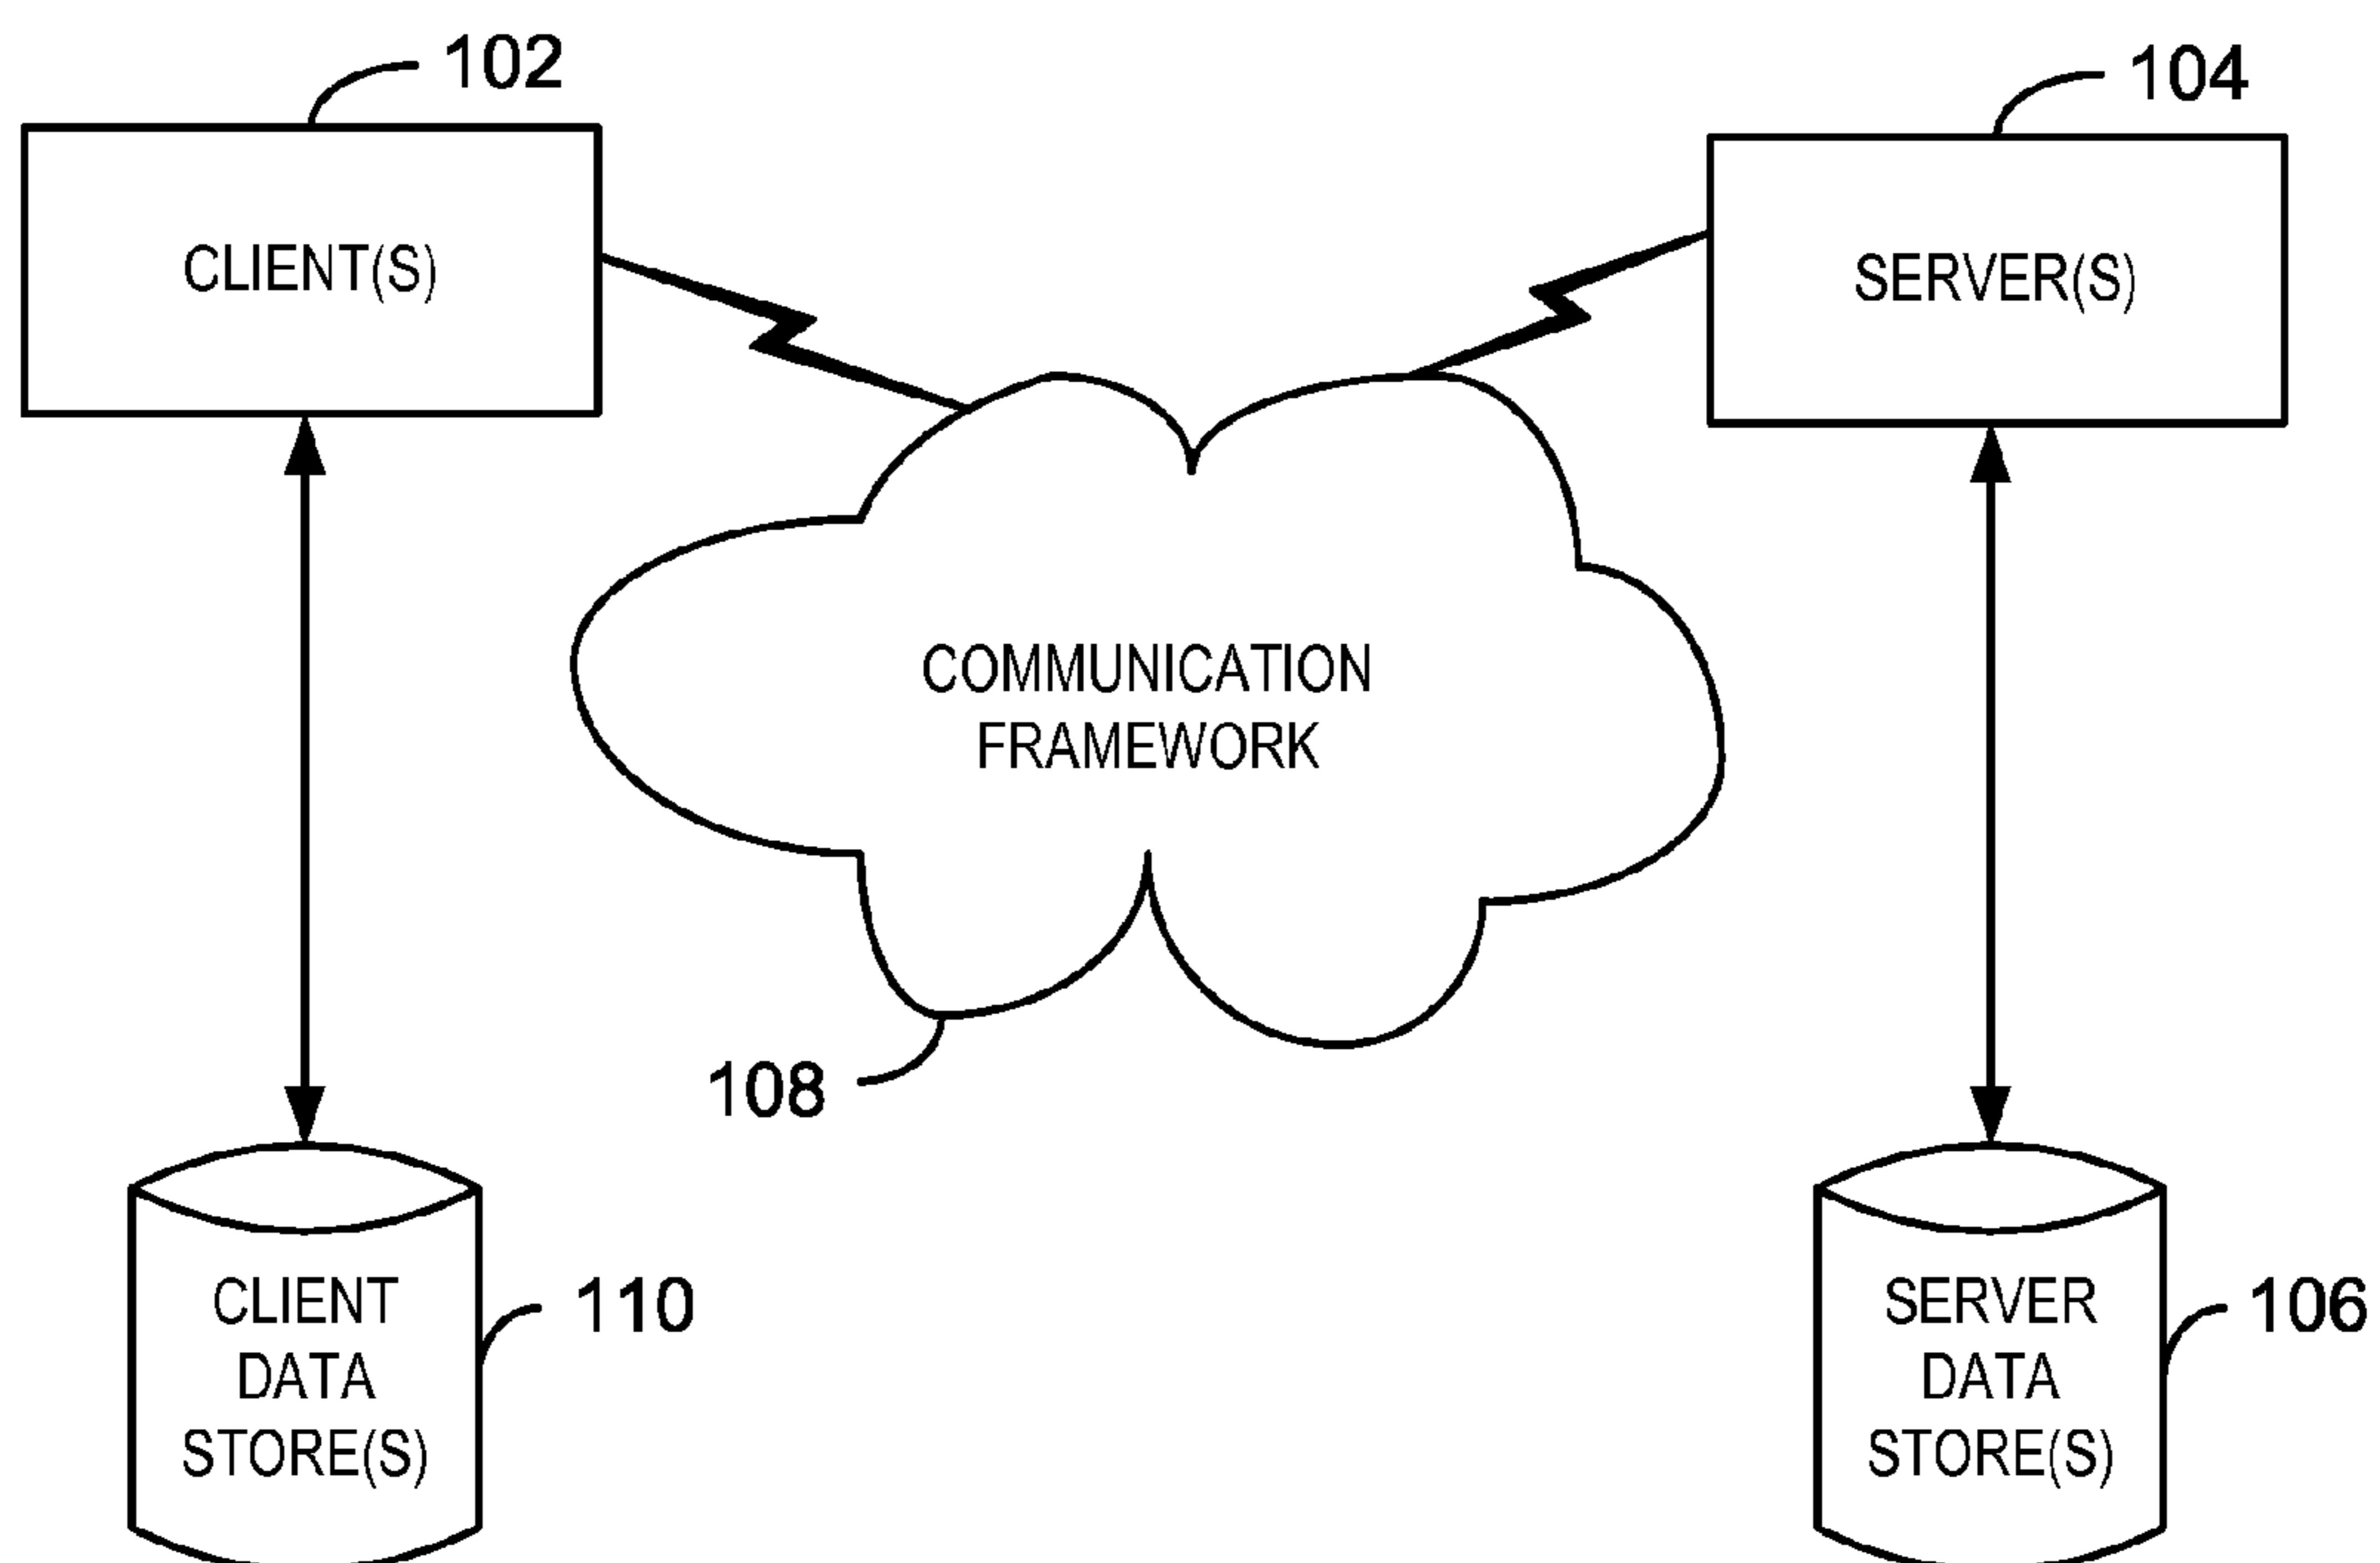 102
104
CLIENT(S)
SERVER(S)
COMMUNICATION
FRAMEWORK
108
CLIENT
DATA
STORE(S)
110
SERVER
DATA
STORE(S)
106